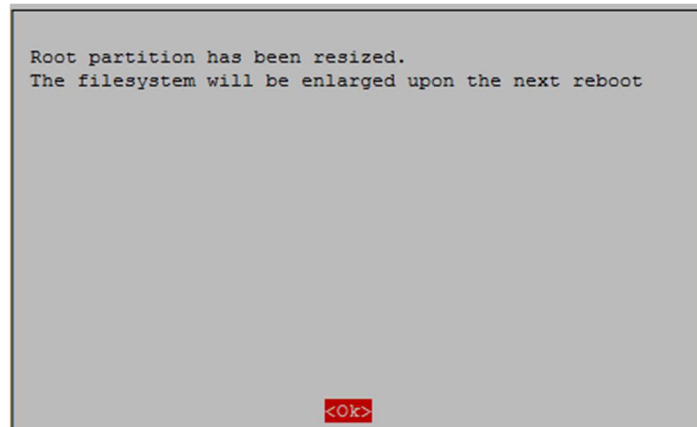 Root partition has been resized.
The filesystem will be enlarged upon the next reboot
<Ok>